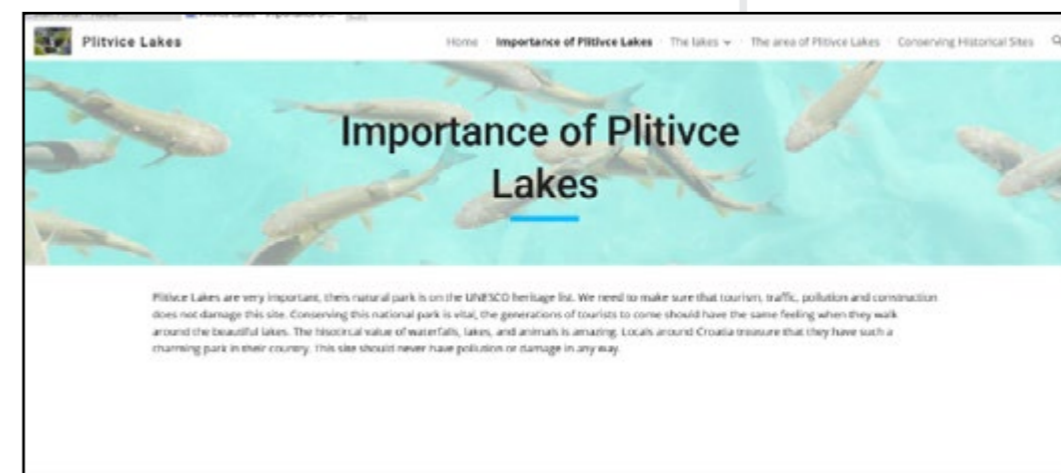 Plitvice Lakes
Home Importance of Plitivce Lakes The lakes The area of Plitivce Lakes Conserving Historical Sites
Importance of Plitivce
Lakes
Plitivce Lakes are very important, theis natural park is on the UNESCO heritage list. We need to make sure that tourism, traffic, pollution and construction
does not damage this site. Conserving this national park is vital, the generations of tourists to come should have the same feeling when they walk
around the beautiful lakes. The hisotircal value of waterfalls, lakes, and animals is amazing. Locals around Croatia treasure that they have such a
charming park in their country. This site should never have pollution or damage in any way.